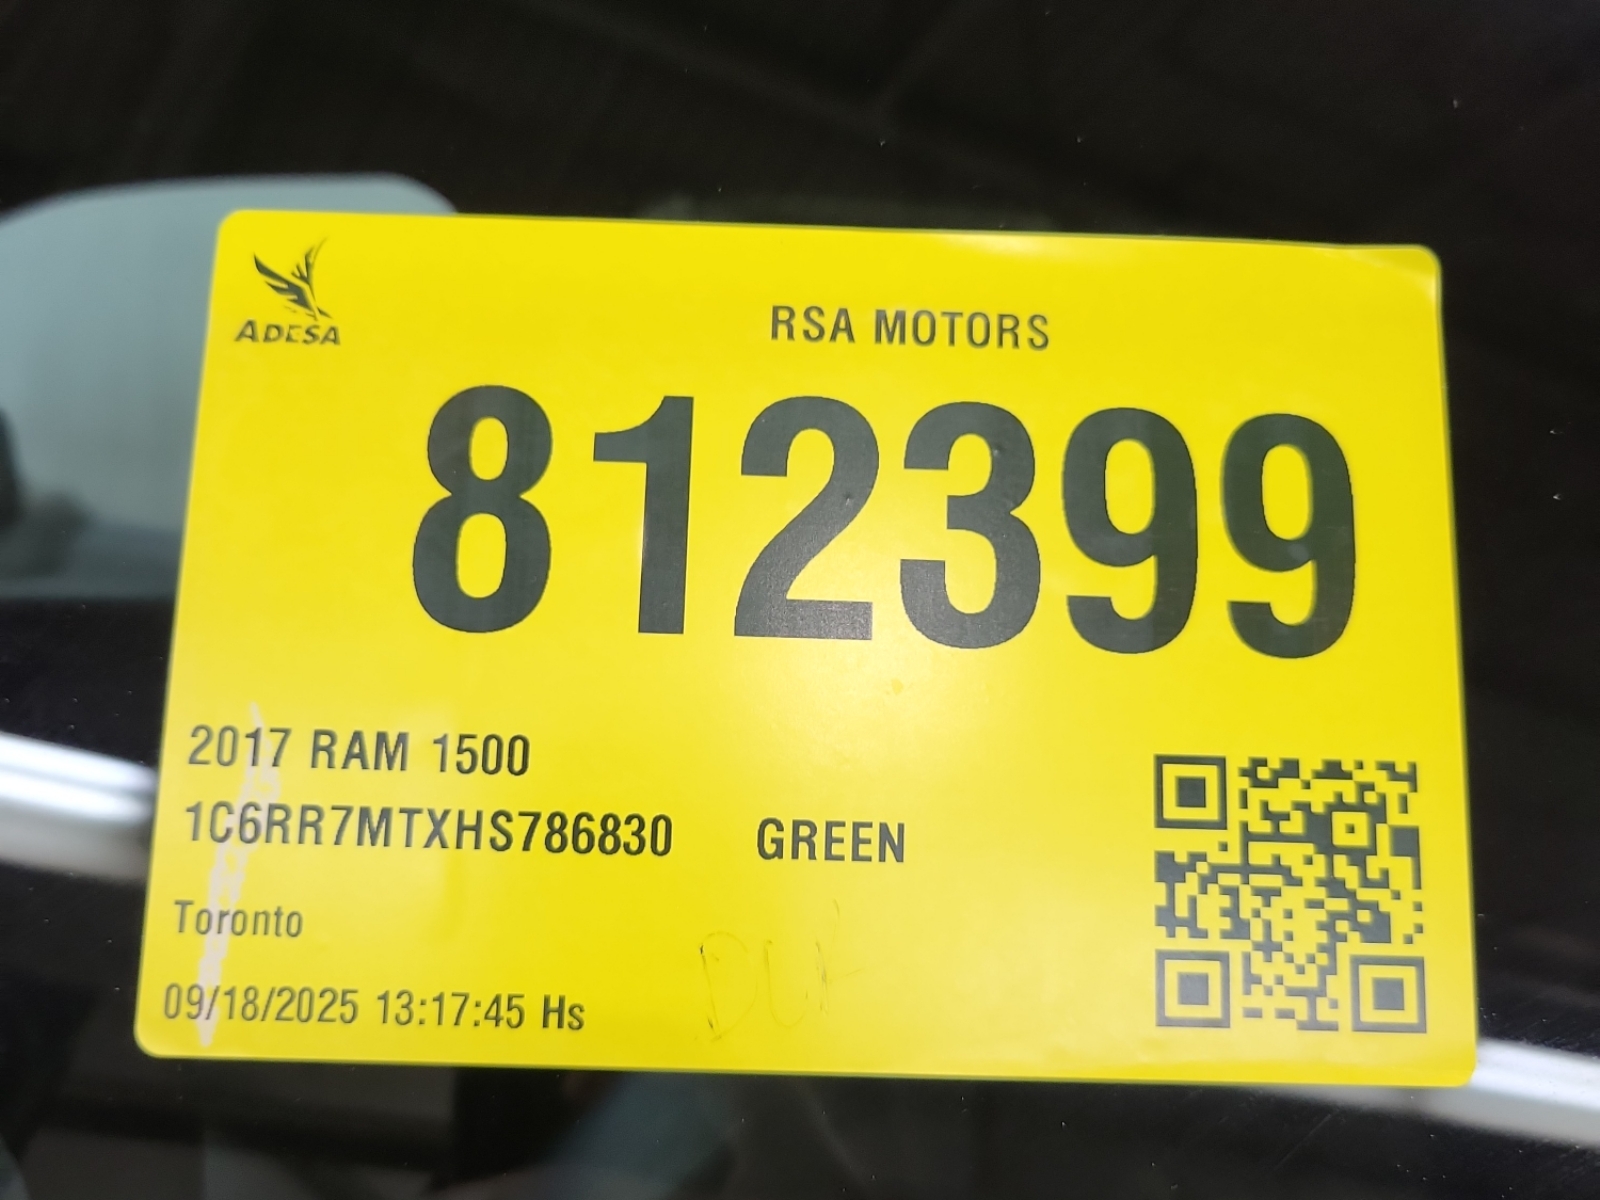 ADESA
RSA MOTORS
812399
2017 RAM 1500
1C6RR7MTXHS786830 GREEN
Toronto
09/18/2025 13:17:45 Hs